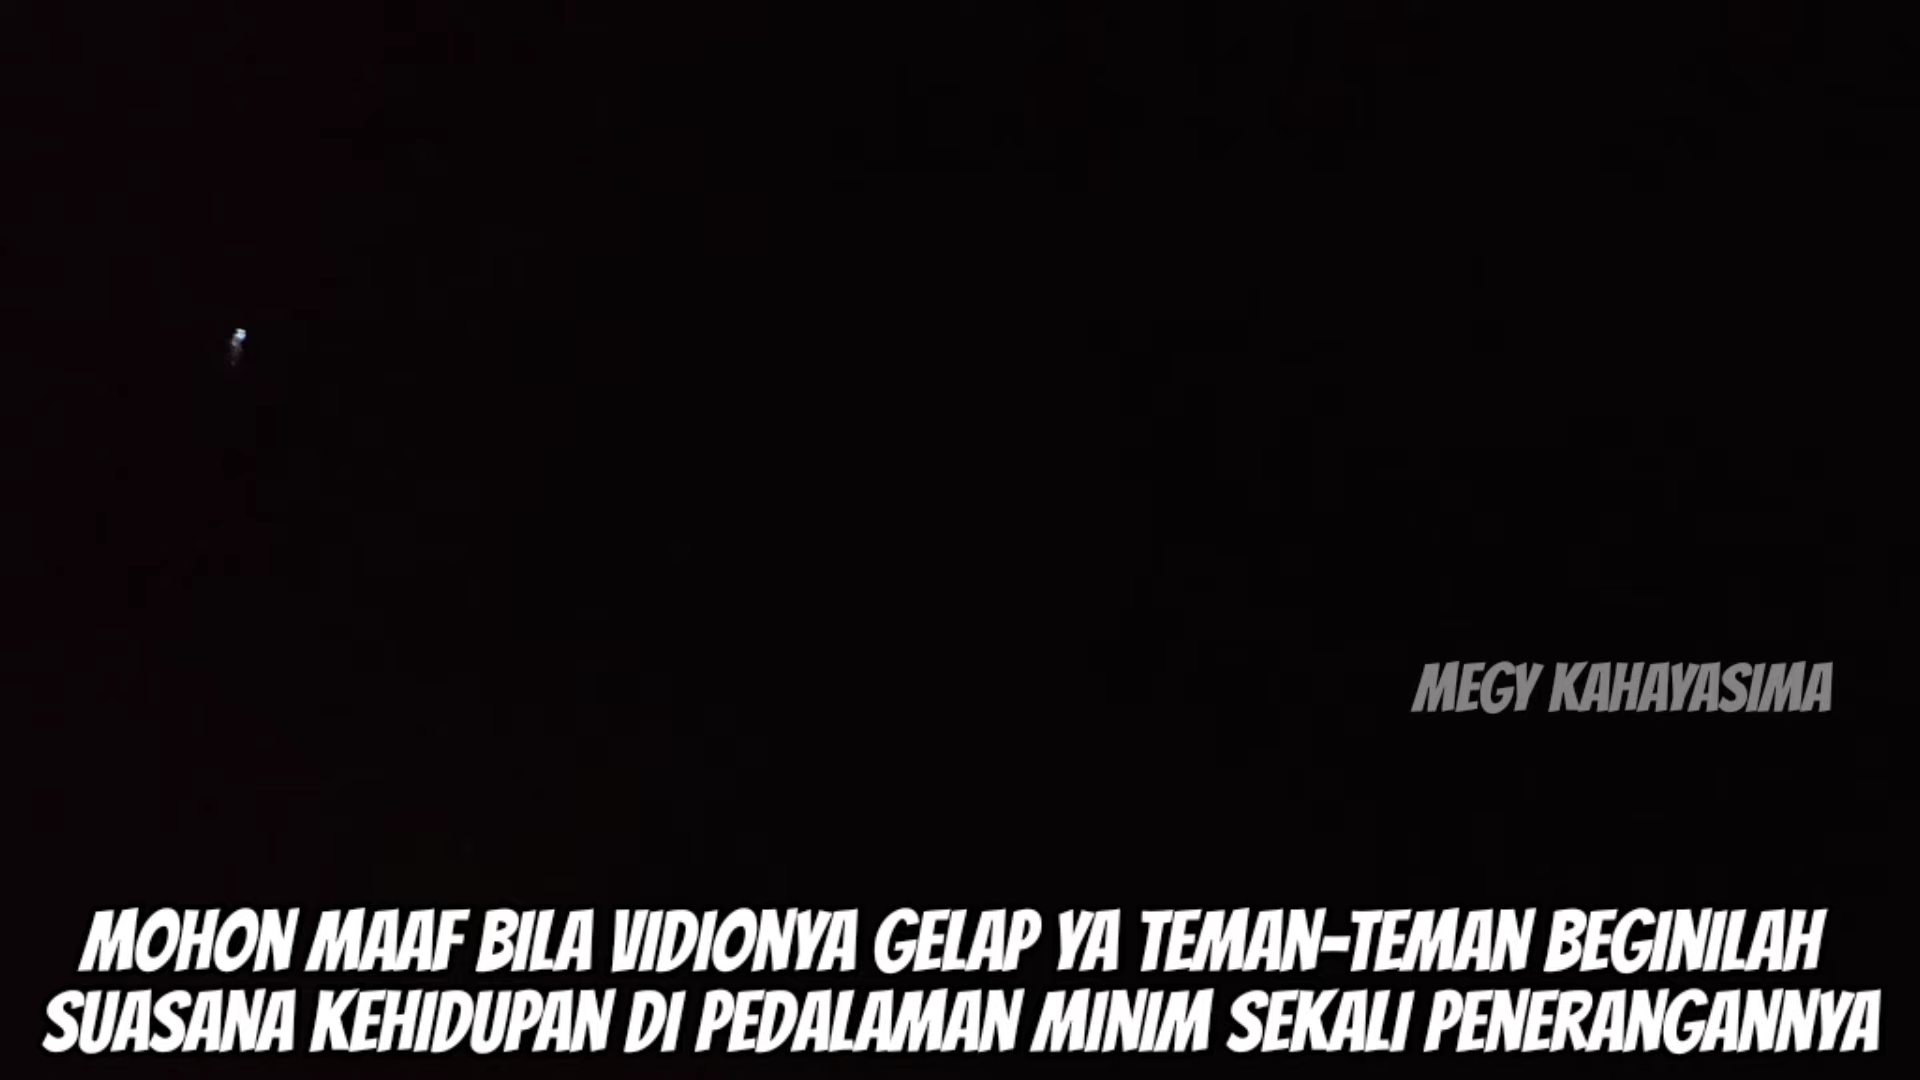 MEGY KAHAYASIMA
MOHON MAAF BILA VIDIONYA GELAP YA TEMAN-TEMAN BEGINILAH
SUASANA KEHIDUPAN DI PEDALAMAN MINIM SEKALI PENERANGANNYA